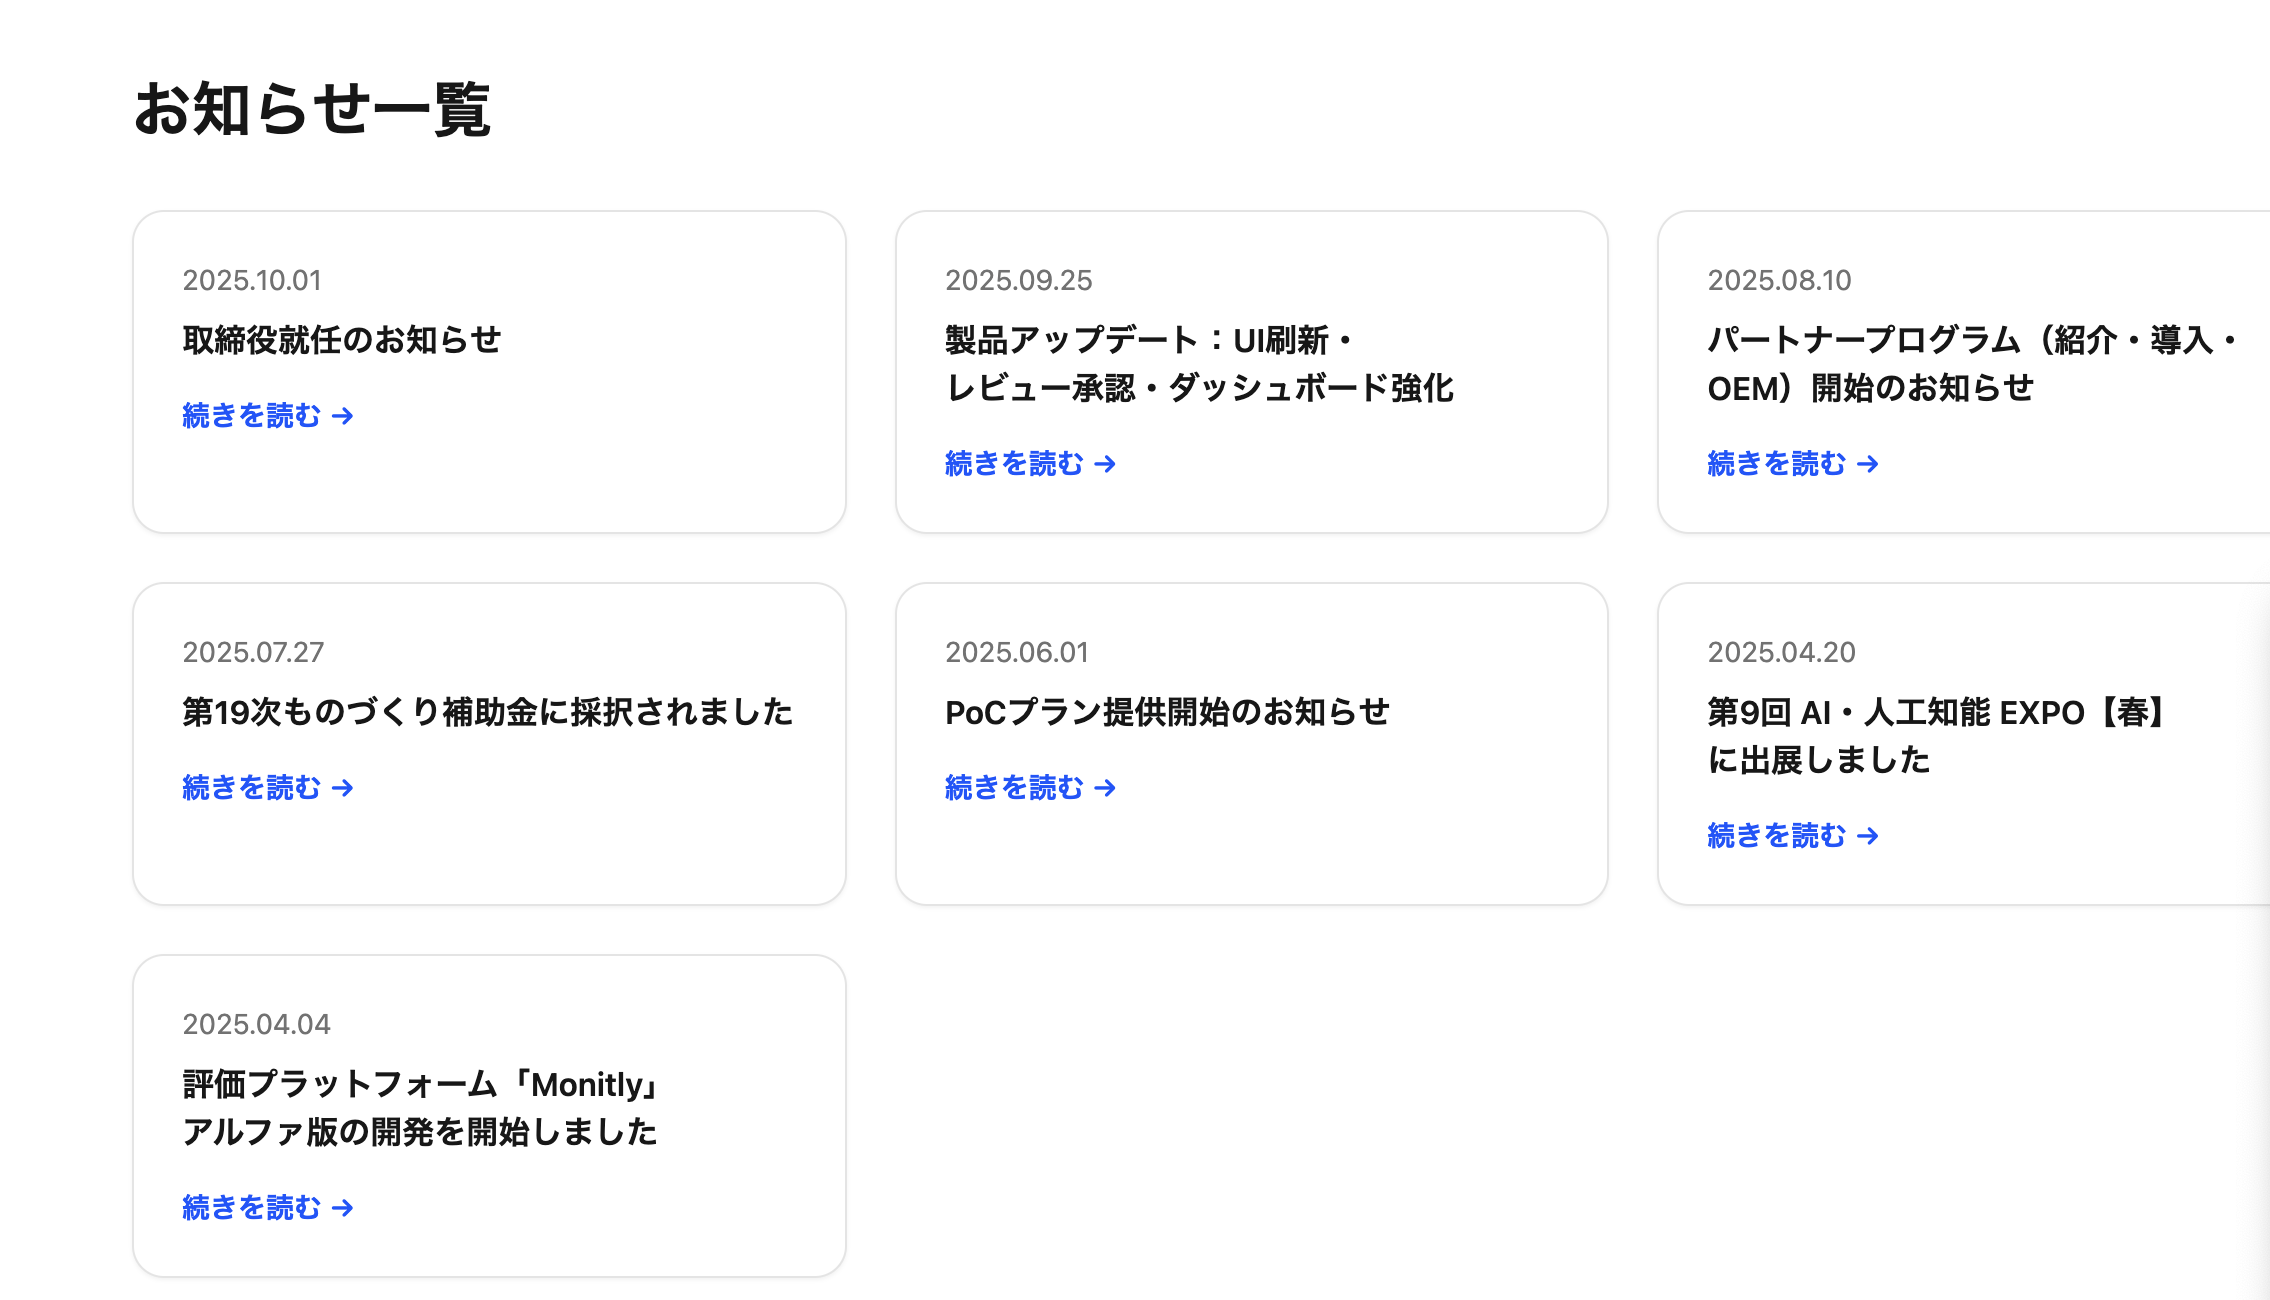 お知らせ一覧
2025.10.01
取締役就任のお知らせ
続きを読む →
2025.09.25
製品アップデート：UI刷新・
レビュー承認・ダッシュボード強化
続きを読む →
2025.08.10
パートナープログラム（紹介・導入・
OEM）開始のお知らせ
続きを読む →
2025.07.27
第19次ものづくり補助金に採択されました
続きを読む →
2025.06.01
PoCプラン提供開始のお知らせ
続きを読む →
2025.04.20
第9回 AI・人工知能 EXPO【春】
に出展しました
続きを読む →
2025.04.04
評価プラットフォーム「Monitly」
アルファ版の開発を開始しました
続きを読む →